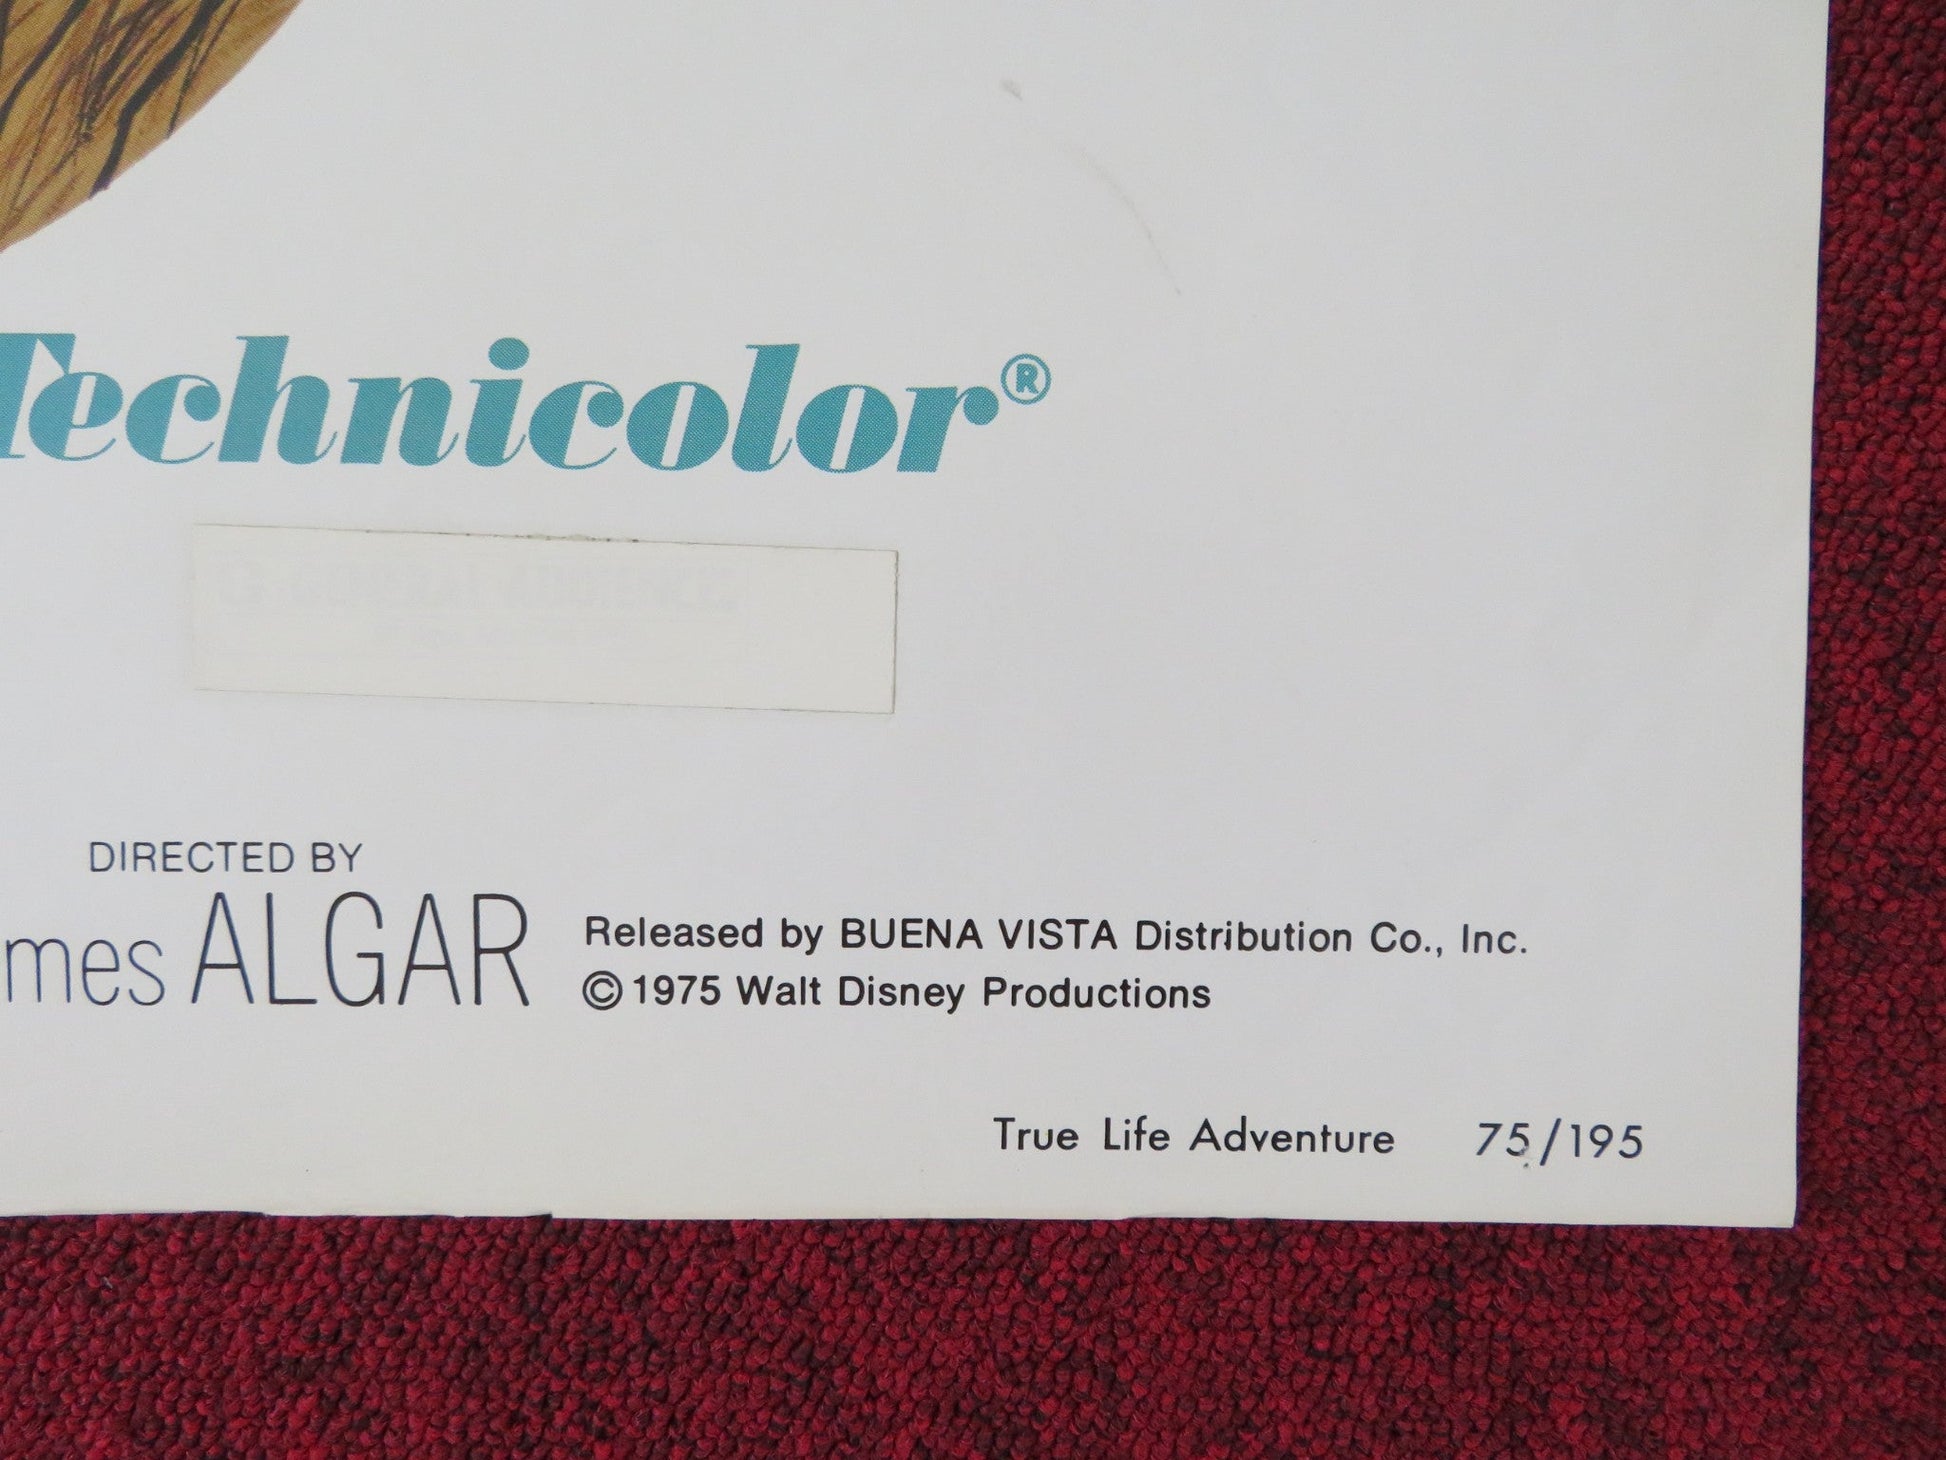 Technicolor®
DIRECTED BY
mes ALGAR
Released by BUENA VISTA Distribution Co., Inc.
© 1975 Walt Disney Productions
True Life Adventure 75/195